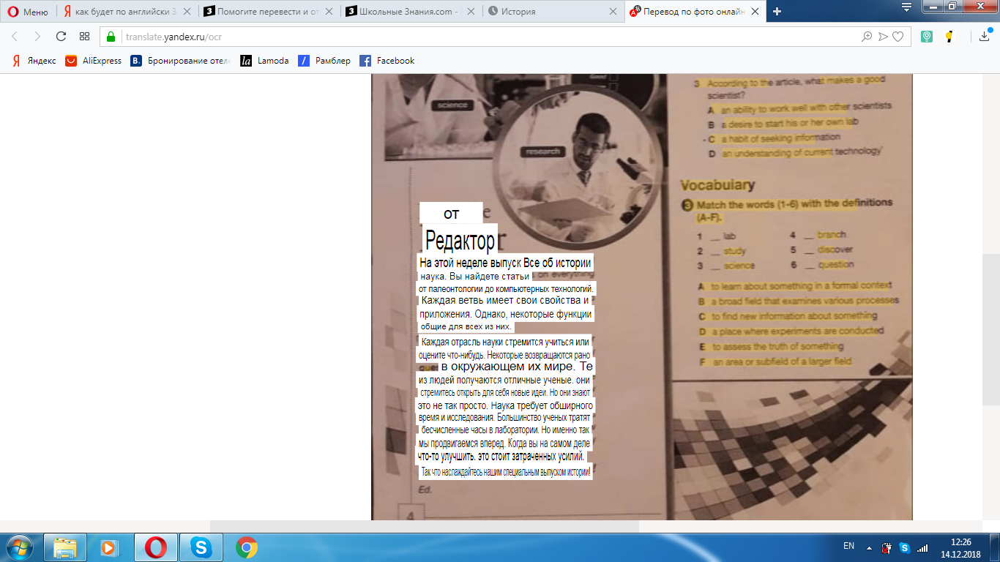 Меню
как будет по английски З
Помогите перевести и от
Школьные Знания.com -
История
Перевод по фото онлайн
translate.yandex.ru/ocr
Яндекс
AliExpress
Бронирование отеле
Lamoda
Рамблер
Facebook
Good
science
research
от e
Редактор r
На этой неделе выпуск Все об истории
наука. Вы найдете статьи on everything
от палеонтологии до компьютерных технологий.
Каждая ветвь имеет свои свойства и
приложения. Однако, некоторые функции
общие для всех из них.
Каждая отрасль науки стремится учиться или
оцените что-нибудь. Некоторые возвращаются рано
в окружающем их мире. Те
из людей получаются отличные ученые. они
стремитесь открыть для себя новые идеи. Но они знают
это не так просто. Наука требует обширного
время и исследования. Большинство ученых тратят
бесчисленные часы в лаборатории. Но именно так
мы продвигаемся вперед. Когда вы на самом деле
что-то улучшить. это стоит затраченных усилий.
Так что наслаждайтесь нашим специальным выпуском истории!
Ed.
4
3 According to the article, what makes a good
scientist?
A an ability to work well with other scientists
B a desire to start his or her own lab
C a habit of seeking information
D an understanding of current technology
Vocabulary
3 Match the words (1-6) with the definitions
(A-F).
1 __ lab 4 __ branch
2 __ study 5 __ discover
3 __ science 6 __ question
A to learn about something in a formal context
B a broad field that examines various processes
C to find new information about something
D a place where experiments are conducted
E to assess the truth of something
F an area or subfield of a larger field
EN
12:26
14.12.2018